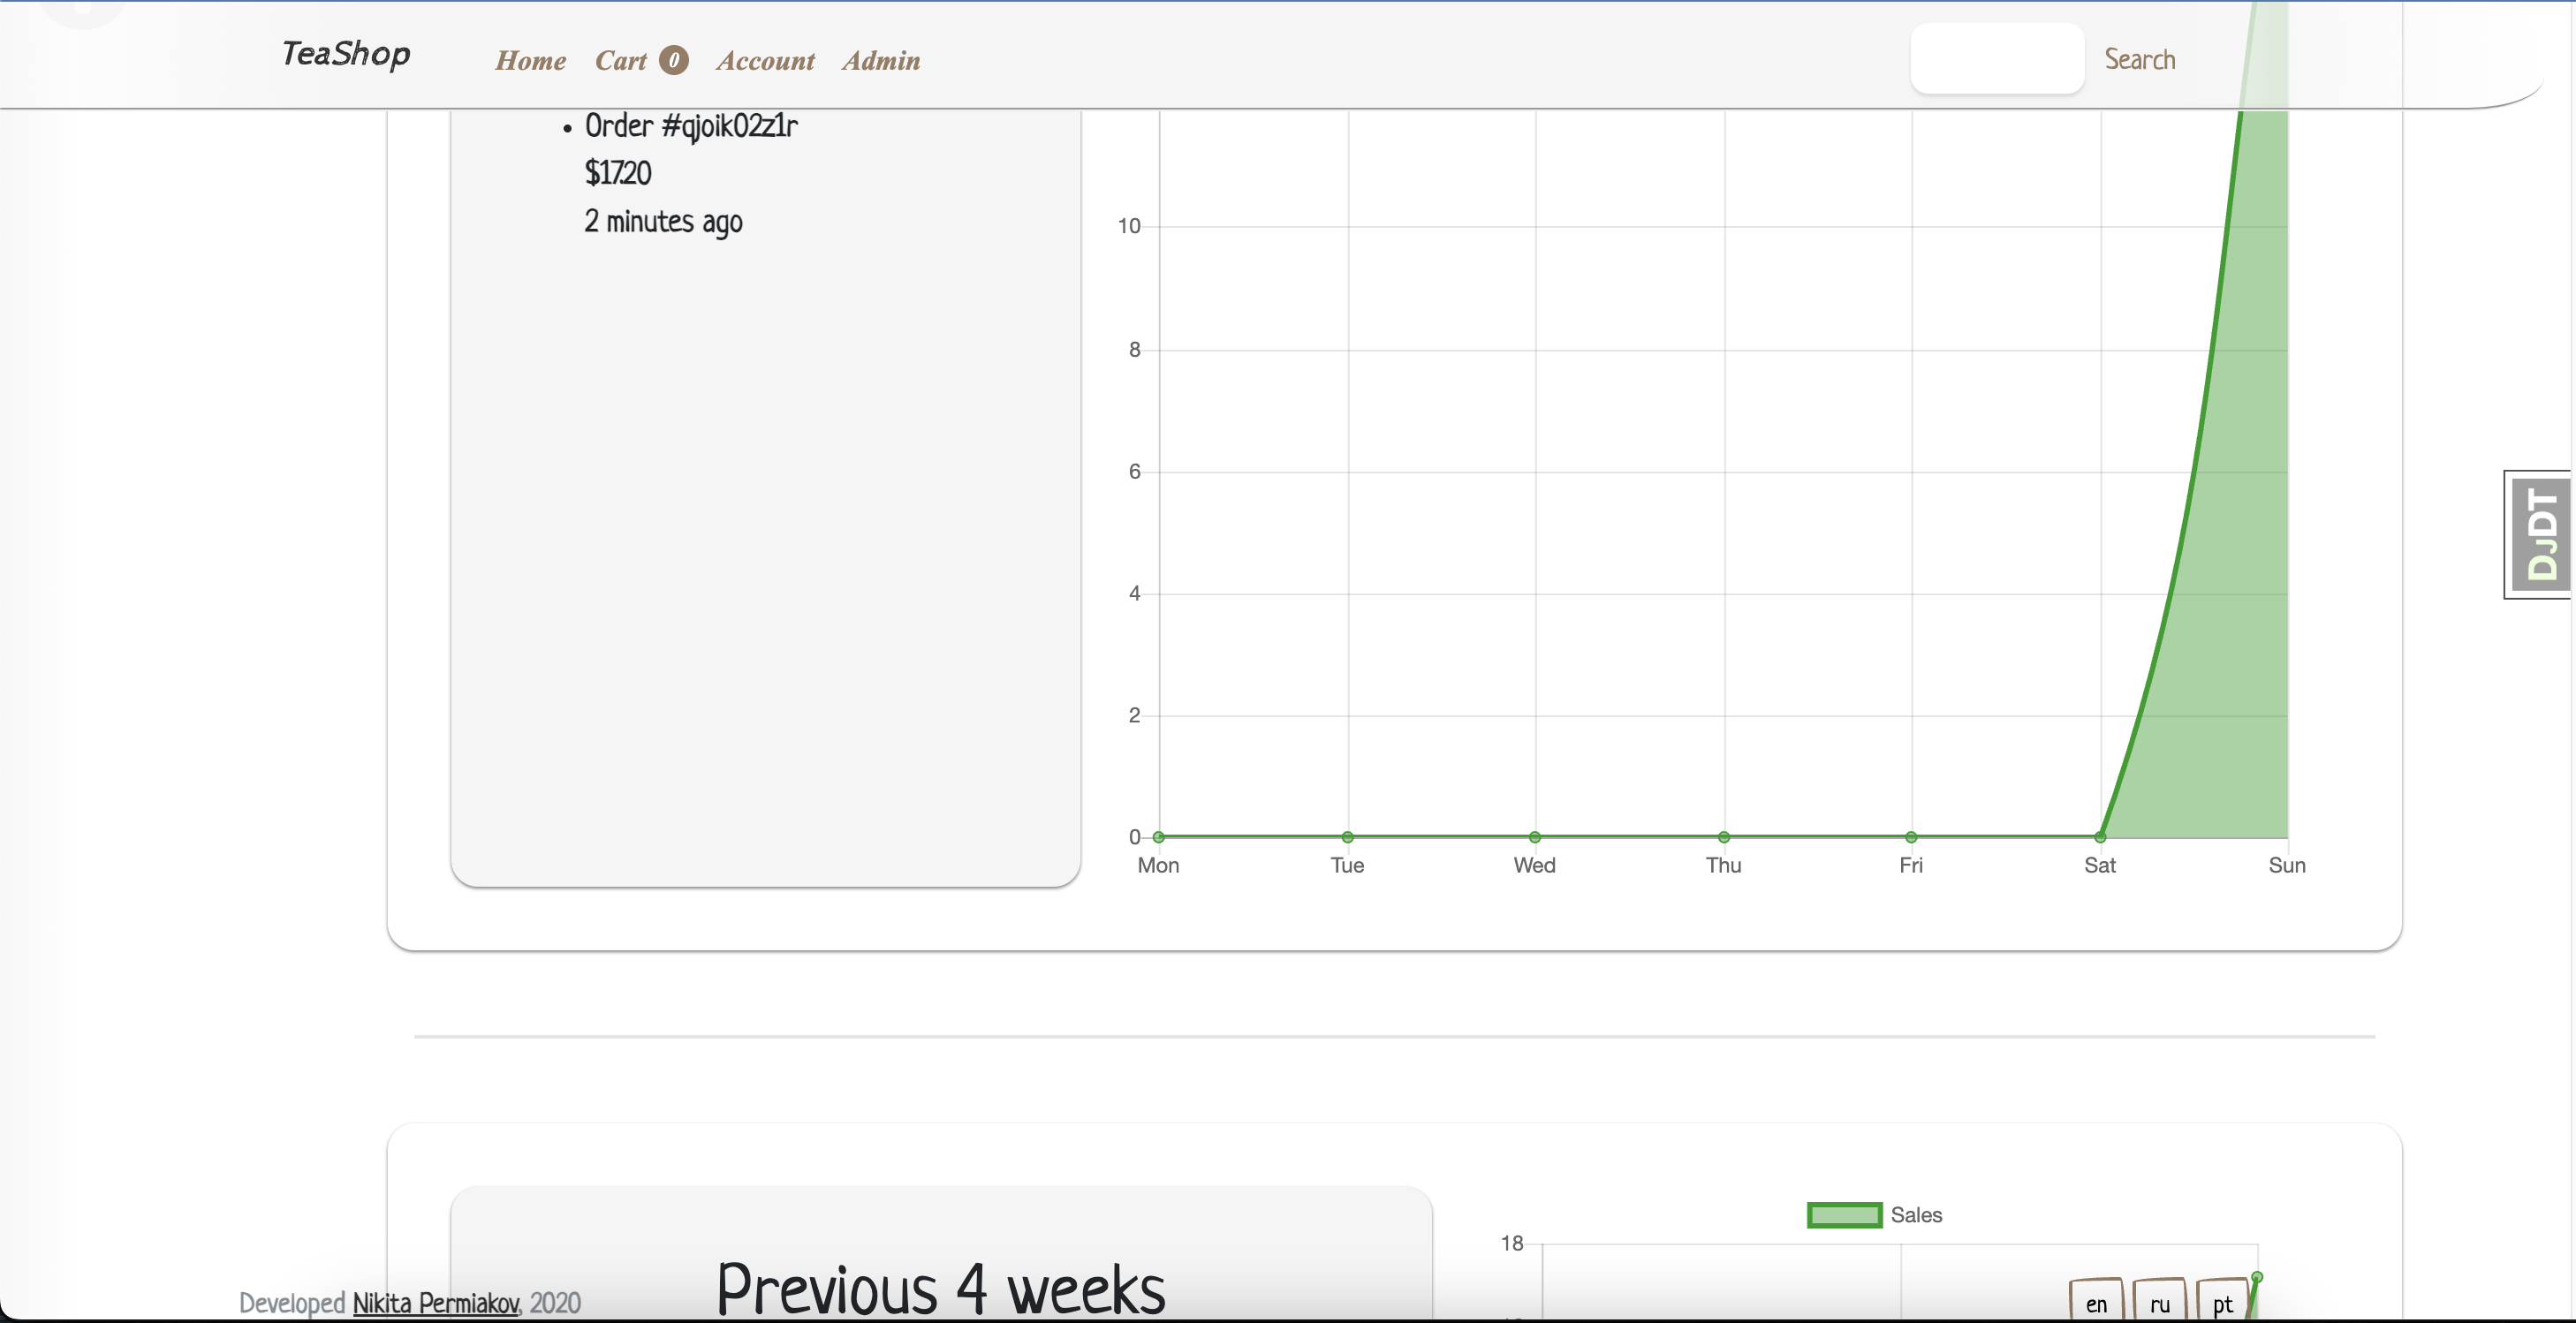 TeaShop
Home Cart 0 Account Admin
Search
Order #qjoik02z1r
$17.20
2 minutes ago
10
8
6
4
2
0
Mon Tue Wed Thu Fri Sat Sun
DJDT
Sales
18
Previous 4 weeks
Developed Nikita Permiakov, 2020
en ru pt